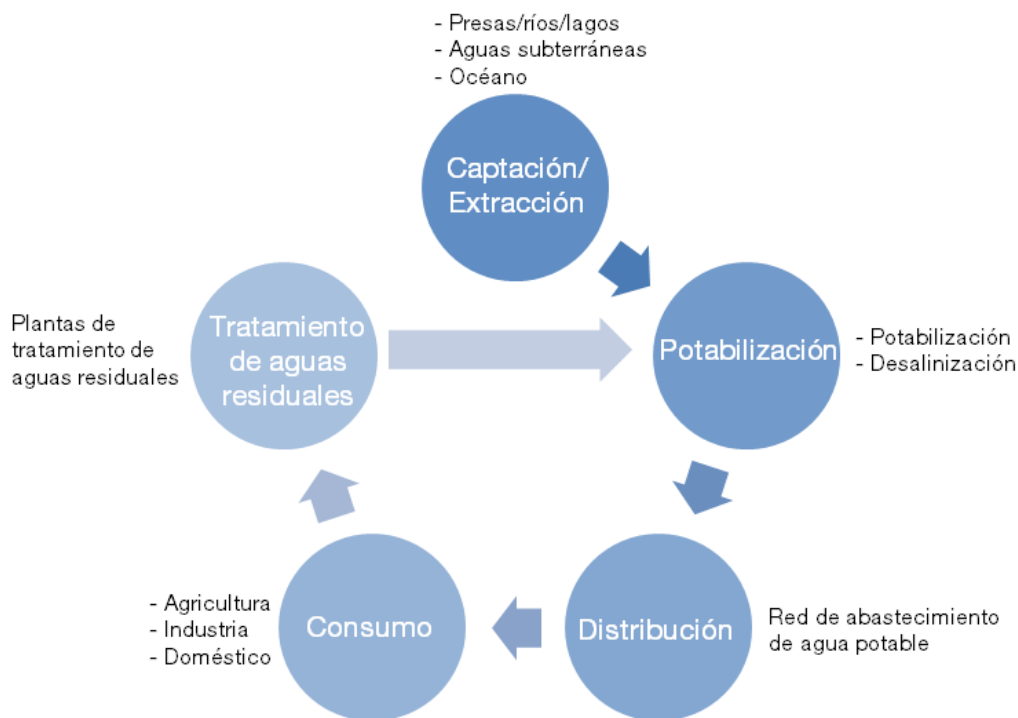 - Presas/ríos/lagos
- Aguas subterráneas
- Océano
Captación/
Extracción
Potabilización
- Potabilización
- Desalinización
Distribución
Red de abastecimiento
de agua potable
Consumo
- Agricultura
- Industria
- Doméstico
Tratamiento
de aguas
residuales
Plantas de
tratamiento de
aguas residuales